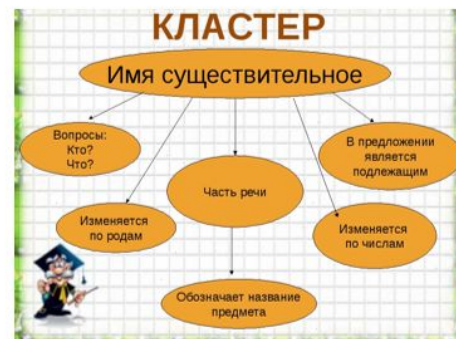 КЛАСТЕР
Имя существительное
Вопросы:
Кто?
Что?
В предложении
является
подлежащим
Часть речи
Изменяется
по родам
Изменяется
по числам
Обозначает название
предмета